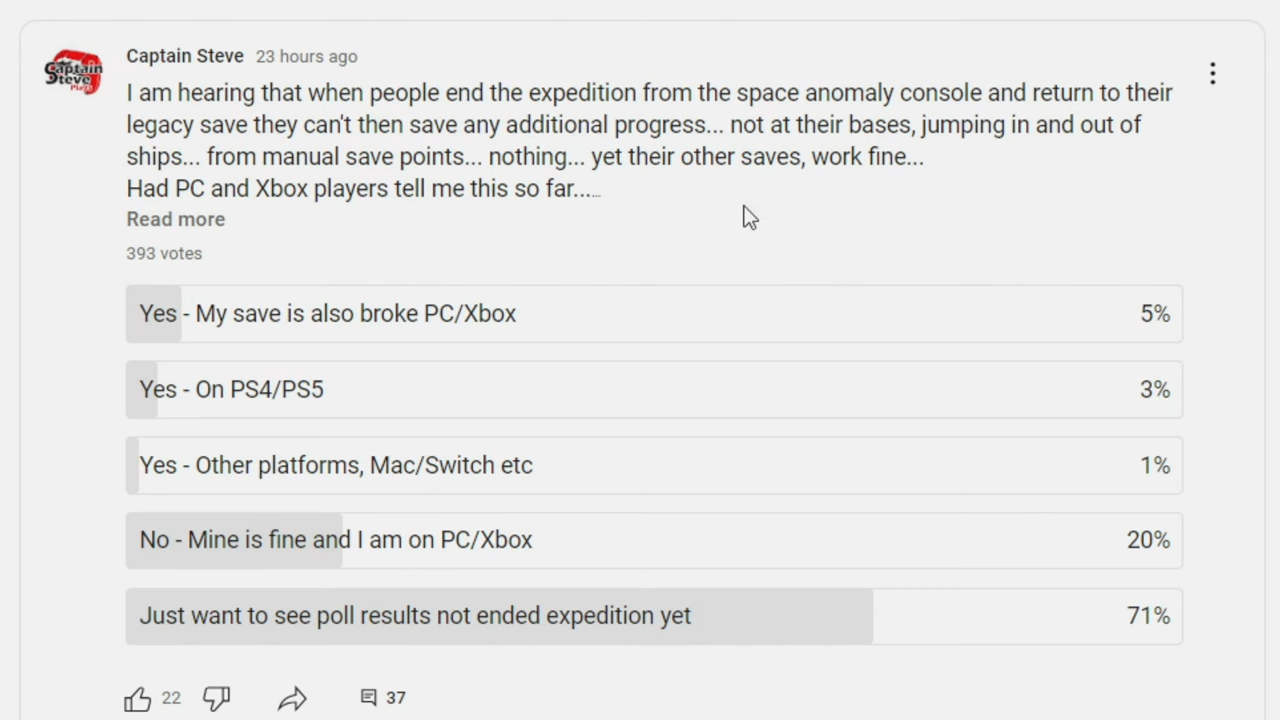 Captain Steve Plays
Captain Steve 23 hours ago
I am hearing that when people end the expedition from the space anomaly console and return to their
legacy save they can't then save any additional progress... not at their bases, jumping in and out of
ships... from manual save points... nothing... yet their other saves, work fine...
Had PC and Xbox players tell me this so far......
Read more
393 votes
Yes - My save is also broke PC/Xbox 5%
Yes - On PS4/PS5 3%
Yes - Other platforms, Mac/Switch etc 1%
No - Mine is fine and I am on PC/Xbox 20%
Just want to see poll results not ended expedition yet 71%
22 37